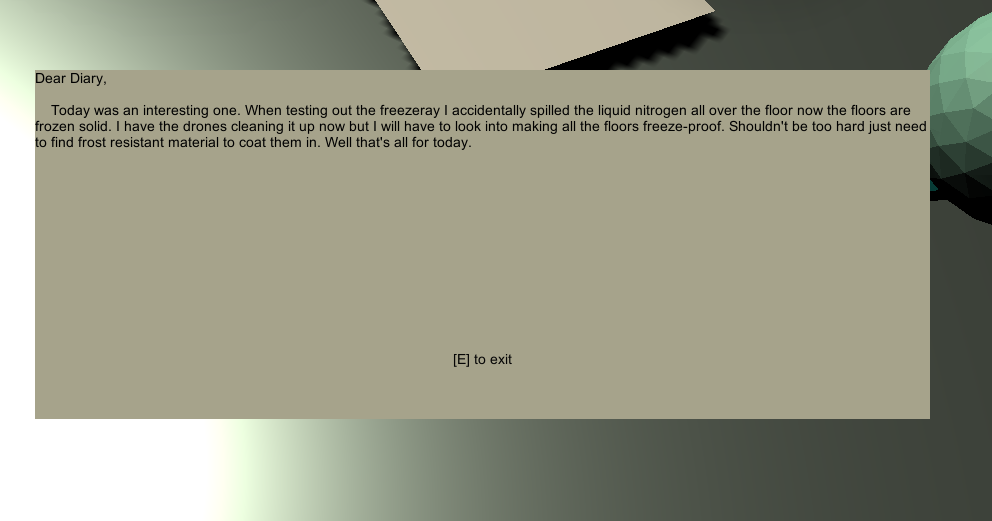 Dear Diary,
Today was an interesting one. When testing out the freezeray I accidentally spilled the liquid nitrogen all over the floor now the floors are
frozen solid. I have the drones cleaning it up now but I will have to look into making all the floors freeze-proof. Shouldn't be too hard just need
to find frost resistant material to coat them in. Well that's all for today.
[E] to exit